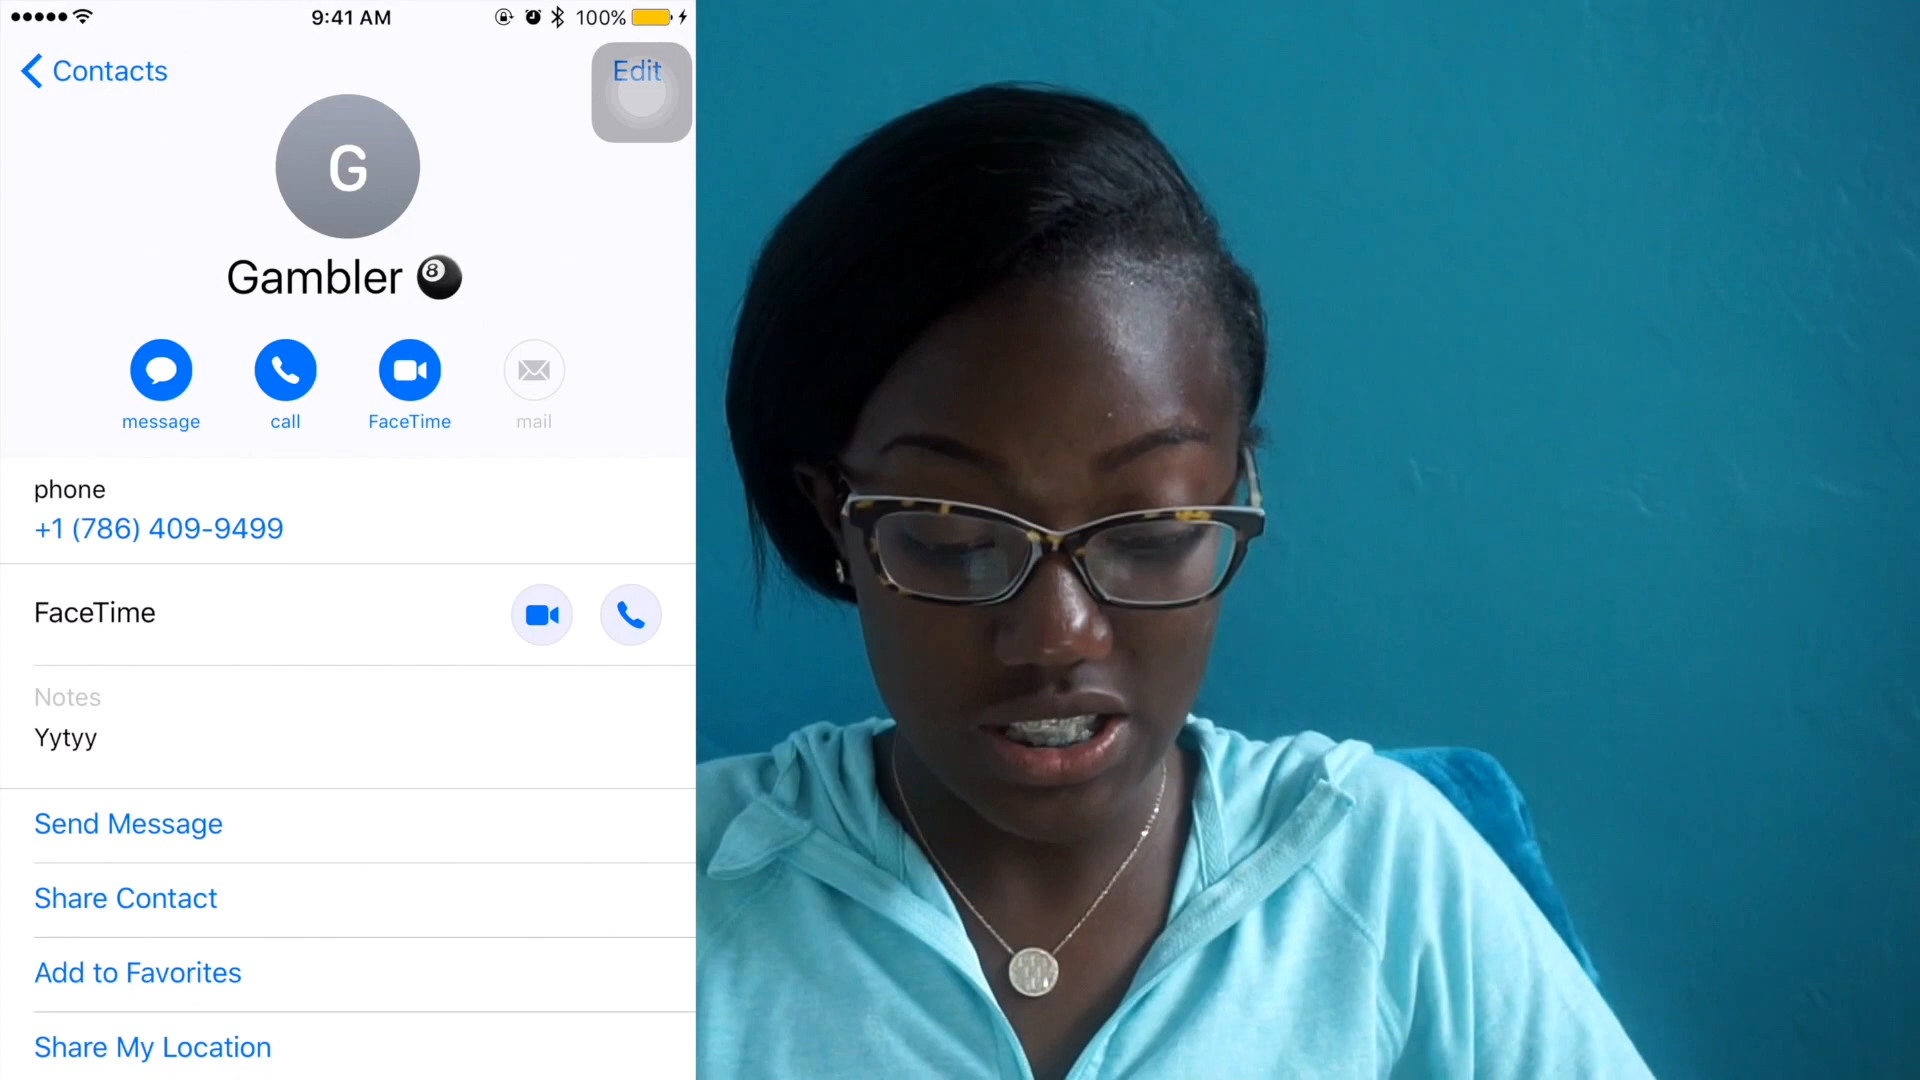 9:41 AM
100%
Contacts
Edit
G
Gambler 🎱
message
call
FaceTime
mail
phone
+1 (786) 409-9499
FaceTime
Notes
Yytyy
Send Message
Share Contact
Add to Favorites
Share My Location